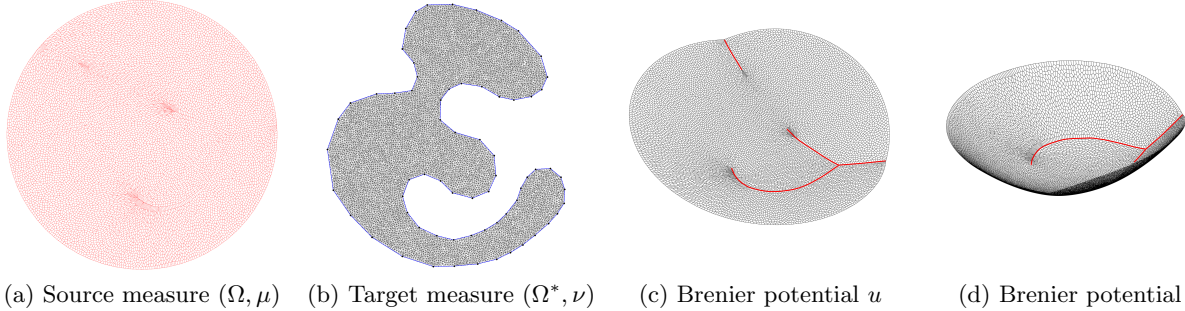 (a) Source measure (Ω, μ) (b) Target measure (Ω*, ν) (c) Brenier potential u (d) Brenier potential